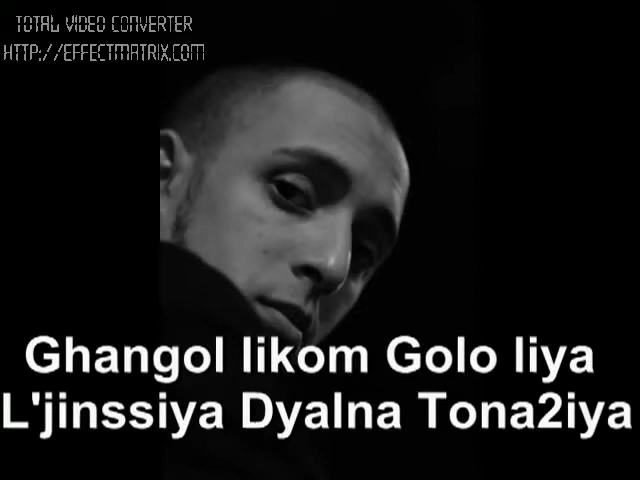 TOTAL VIDEO CONVERTER
HTTP://EFFECTMATRIX.COM
Ghangol likom Golo liya
L'jinssiya Dyalna Tona2iya